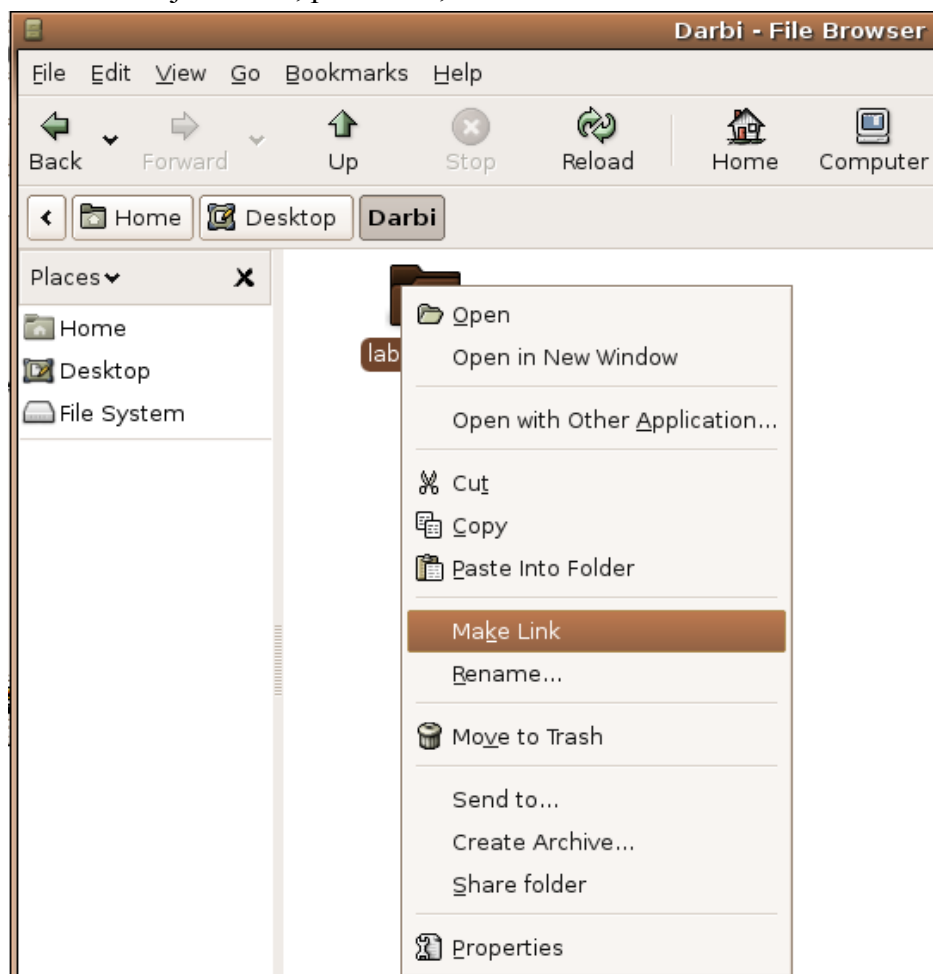 Darbi - File Browser
File Edit View Go Bookmarks Help
Back Forward Up Stop Reload Home Computer
Home Desktop Darbi
Places
Home
Desktop
File System
lab
Open
Open in New Window
Open with Other Application...
Cut
Copy
Paste Into Folder
Make Link
Rename...
Move to Trash
Send to...
Create Archive...
Share folder
Properties